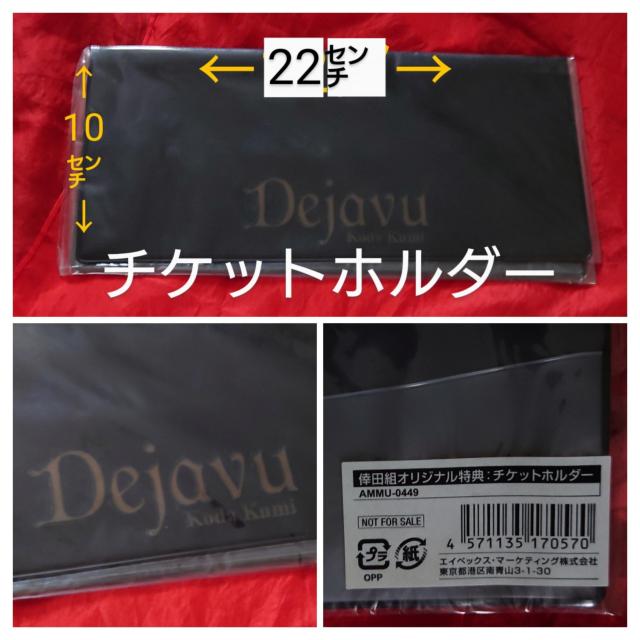 ← 22センチ →
↑
10
センチ
↓
Dejavu
Koda Kumi
チケットホルダー
Dejavu
Koda Kumi
倖田組オリジナル特典:チケットホルダー
AMMU-0449
NOT FOR SALE
プラ 紙
OPP
4 571135 170570
エイベックス・マーケティング株式会社
東京都港区南青山3-1-30